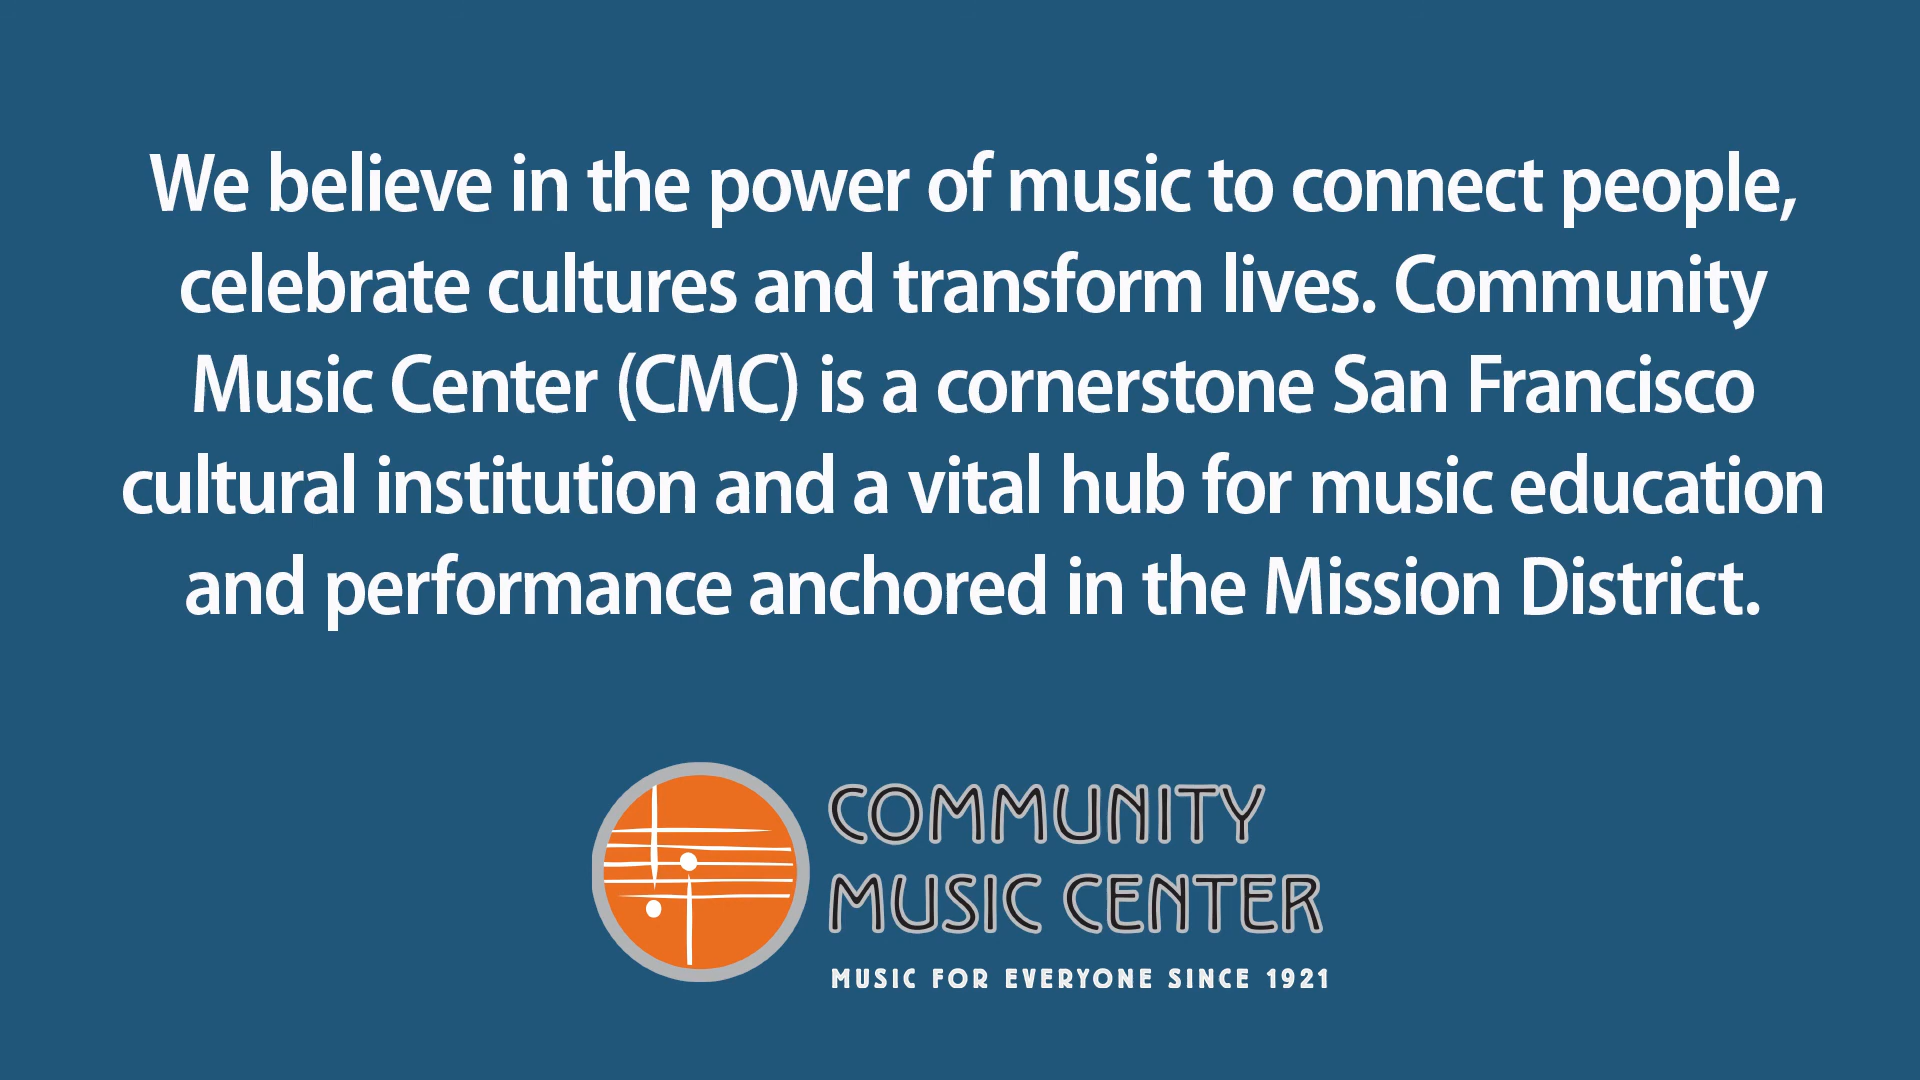 We believe in the power of music to connect people,
celebrate cultures and transform lives. Community
Music Center (CMC) is a cornerstone San Francisco
cultural institution and a vital hub for music education
and performance anchored in the Mission District.
COMMUNITY
MUSIC CENTER
MUSIC FOR EVERYONE SINCE 1921